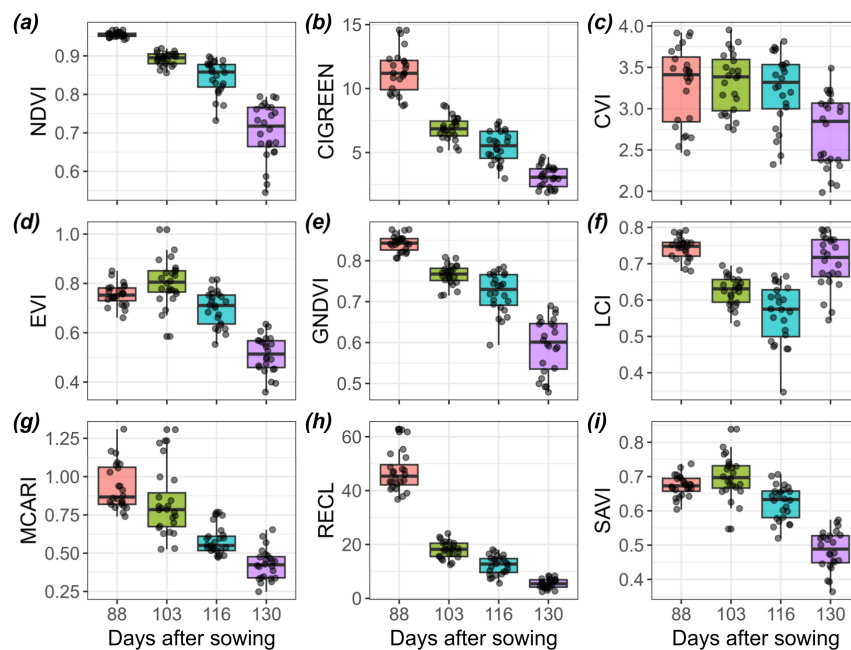 (a)
NDVI
0.9
0.8
0.7
0.6
(b)
CIGREEN
15
10
5
(c)
CVI
4.0
3.5
3.0
2.5
2.0
(d)
EVI
1.0
0.8
0.6
0.4
(e)
GNDVI
0.8
0.7
0.6
0.5
(f)
LCI
0.8
0.7
0.6
0.5
0.4
(g)
MCARI
1.25
1.00
0.75
0.50
0.25
88 103 116 130
Days after sowing
(h)
RECL
60
40
20
0
88 103 116 130
Days after sowing
(i)
SAVI
0.8
0.7
0.6
0.5
0.4
88 103 116 130
Days after sowing